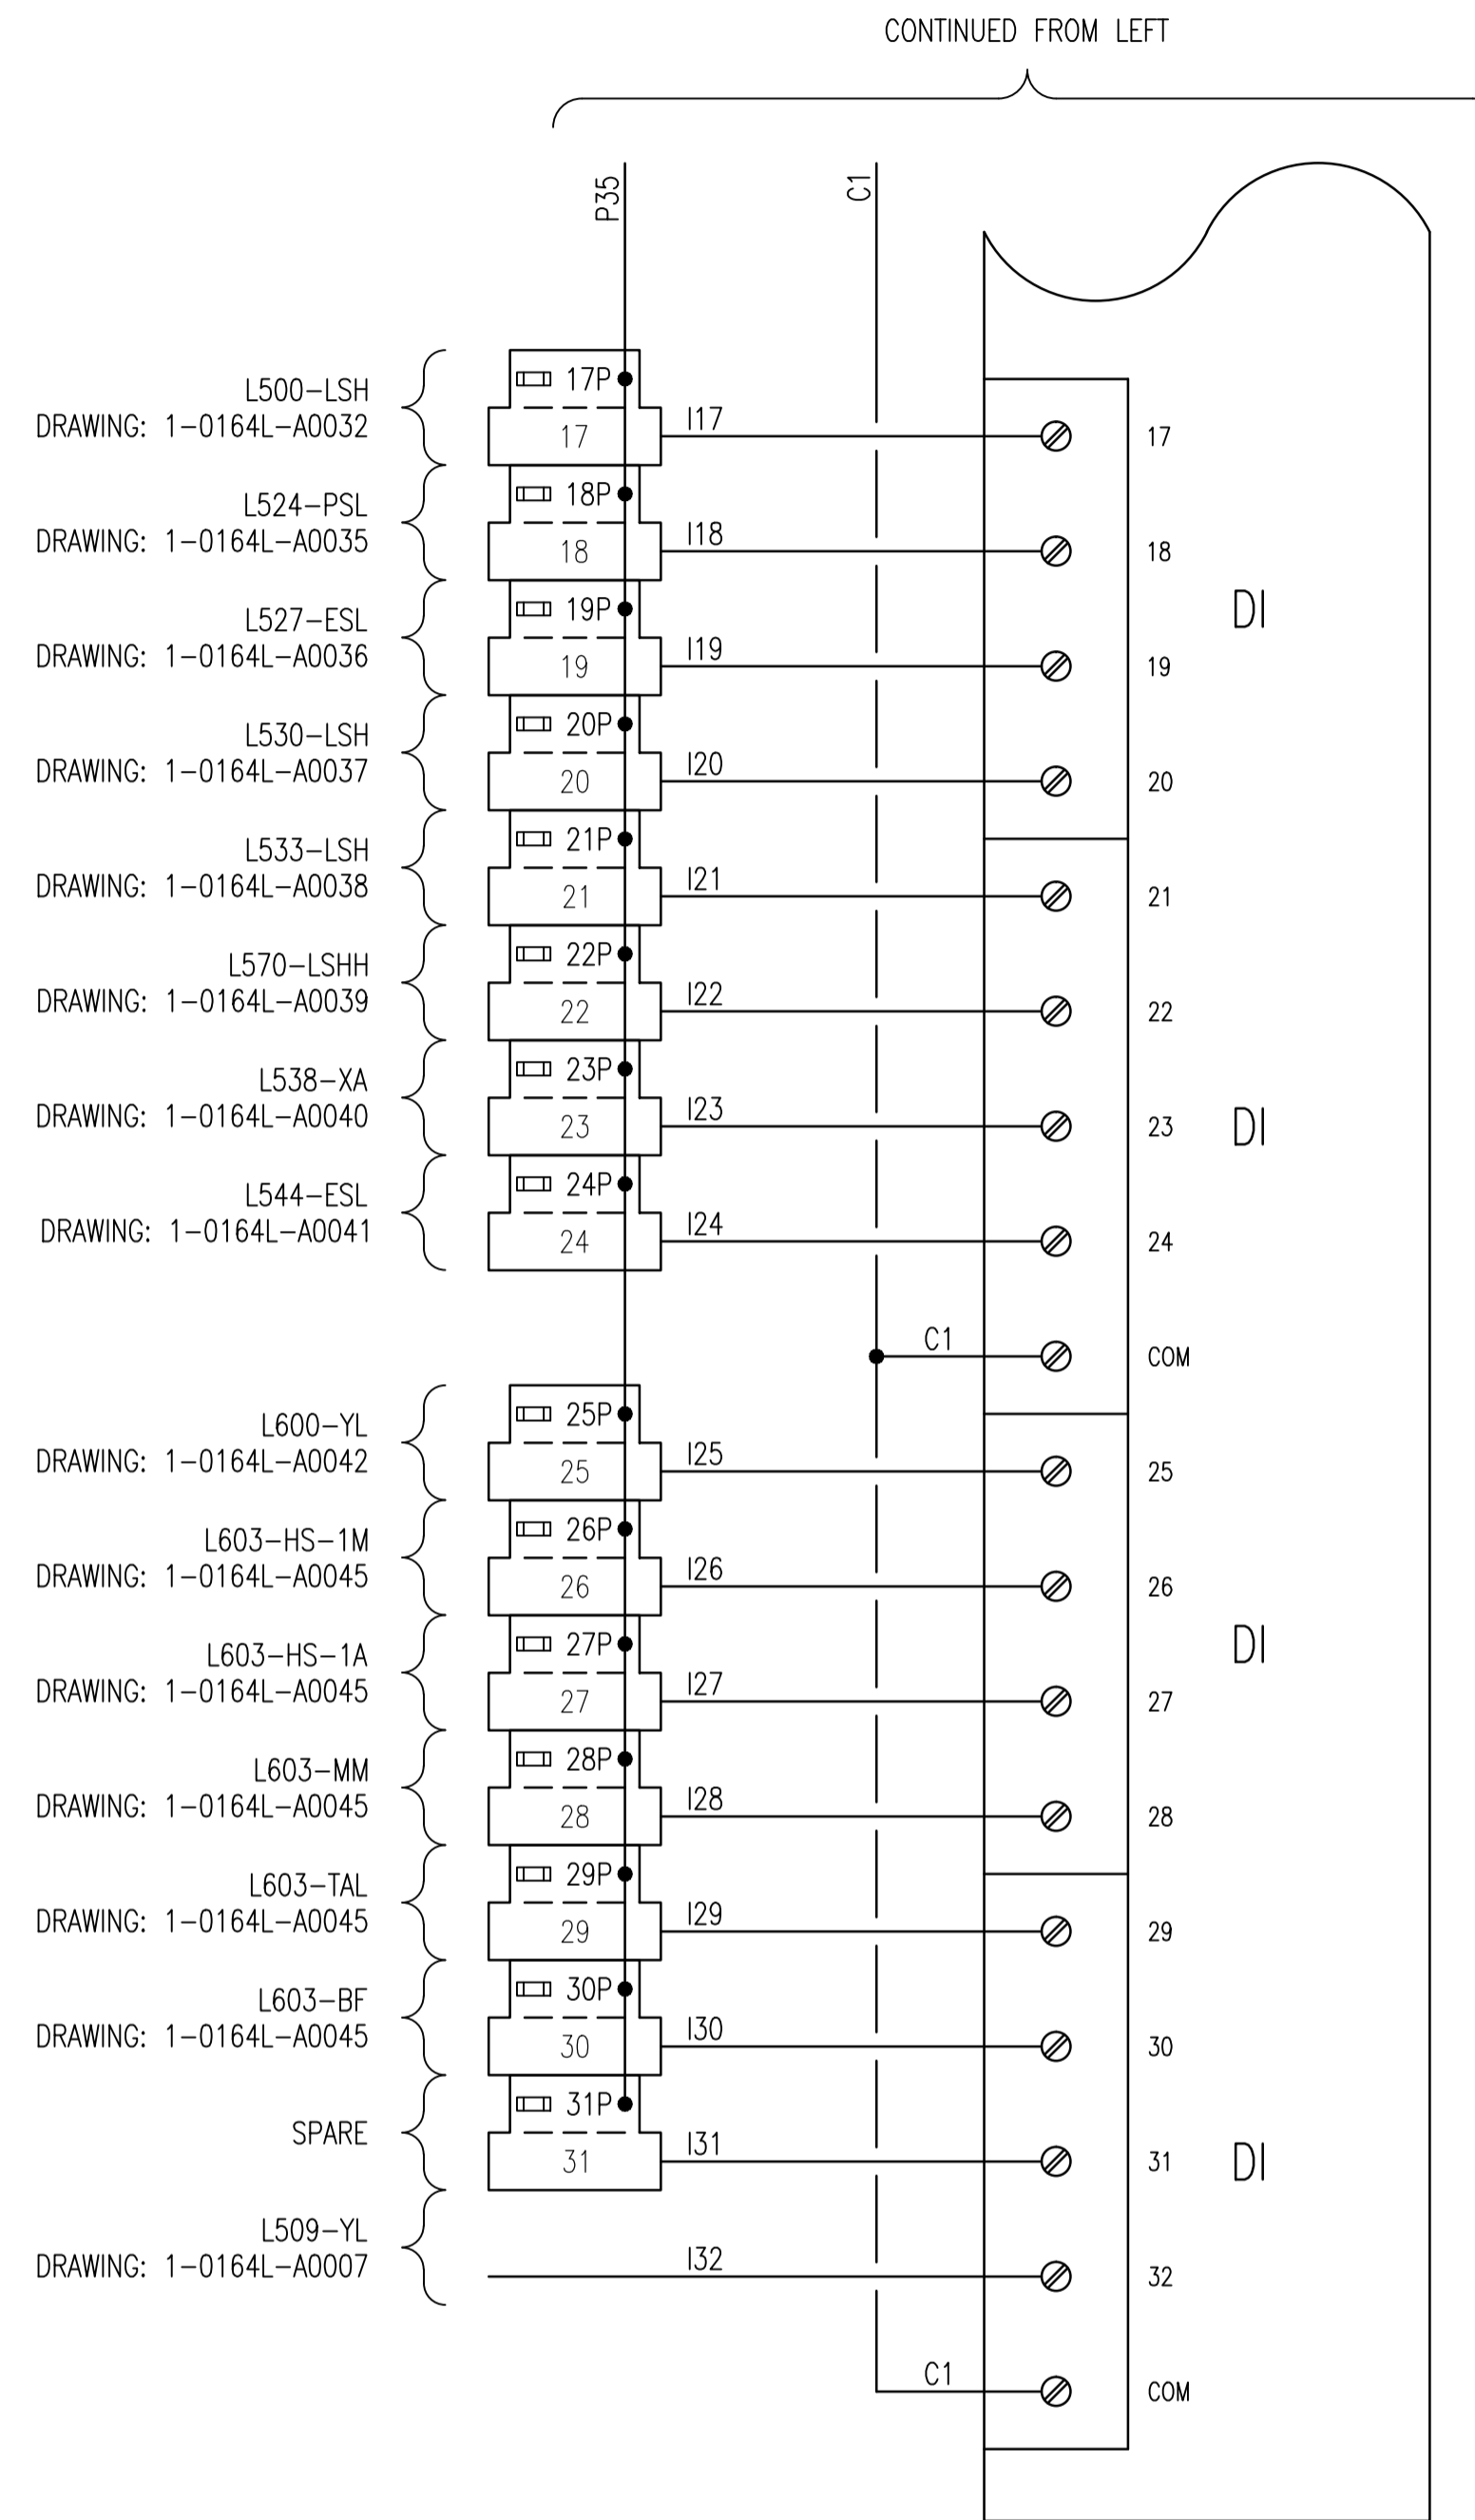 CONTINUED FROM LEFT
P35
C1
L500-LSH
DRAWING: 1-0164L-A0032
17P
17
I17
17
L524-PSL
DRAWING: 1-0164L-A0035
18P
18
I18
18
DI
L527-ESL
DRAWING: 1-0164L-A0036
19P
19
I19
19
L530-LSH
DRAWING: 1-0164L-A0037
20P
20
I20
20
L533-LSH
DRAWING: 1-0164L-A0038
21P
21
I21
21
L570-LSHH
DRAWING: 1-0164L-A0039
22P
22
I22
22
L538-XA
DRAWING: 1-0164L-A0040
23P
23
I23
23
DI
L544-ESL
DRAWING: 1-0164L-A0041
24P
24
I24
24
C1
COM
L600-YL
DRAWING: 1-0164L-A0042
25P
25
I25
25
L603-HS-1M
DRAWING: 1-0164L-A0045
26P
26
I26
26
DI
L603-HS-1A
DRAWING: 1-0164L-A0045
27P
27
I27
27
L603-MM
DRAWING: 1-0164L-A0045
28P
28
I28
28
L603-TAL
DRAWING: 1-0164L-A0045
29P
29
I29
29
L603-BF
DRAWING: 1-0164L-A0045
30P
30
I30
30
SPARE
31P
31
I31
31
DI
L509-YL
DRAWING: 1-0164L-A0007
I32
32
C1
COM